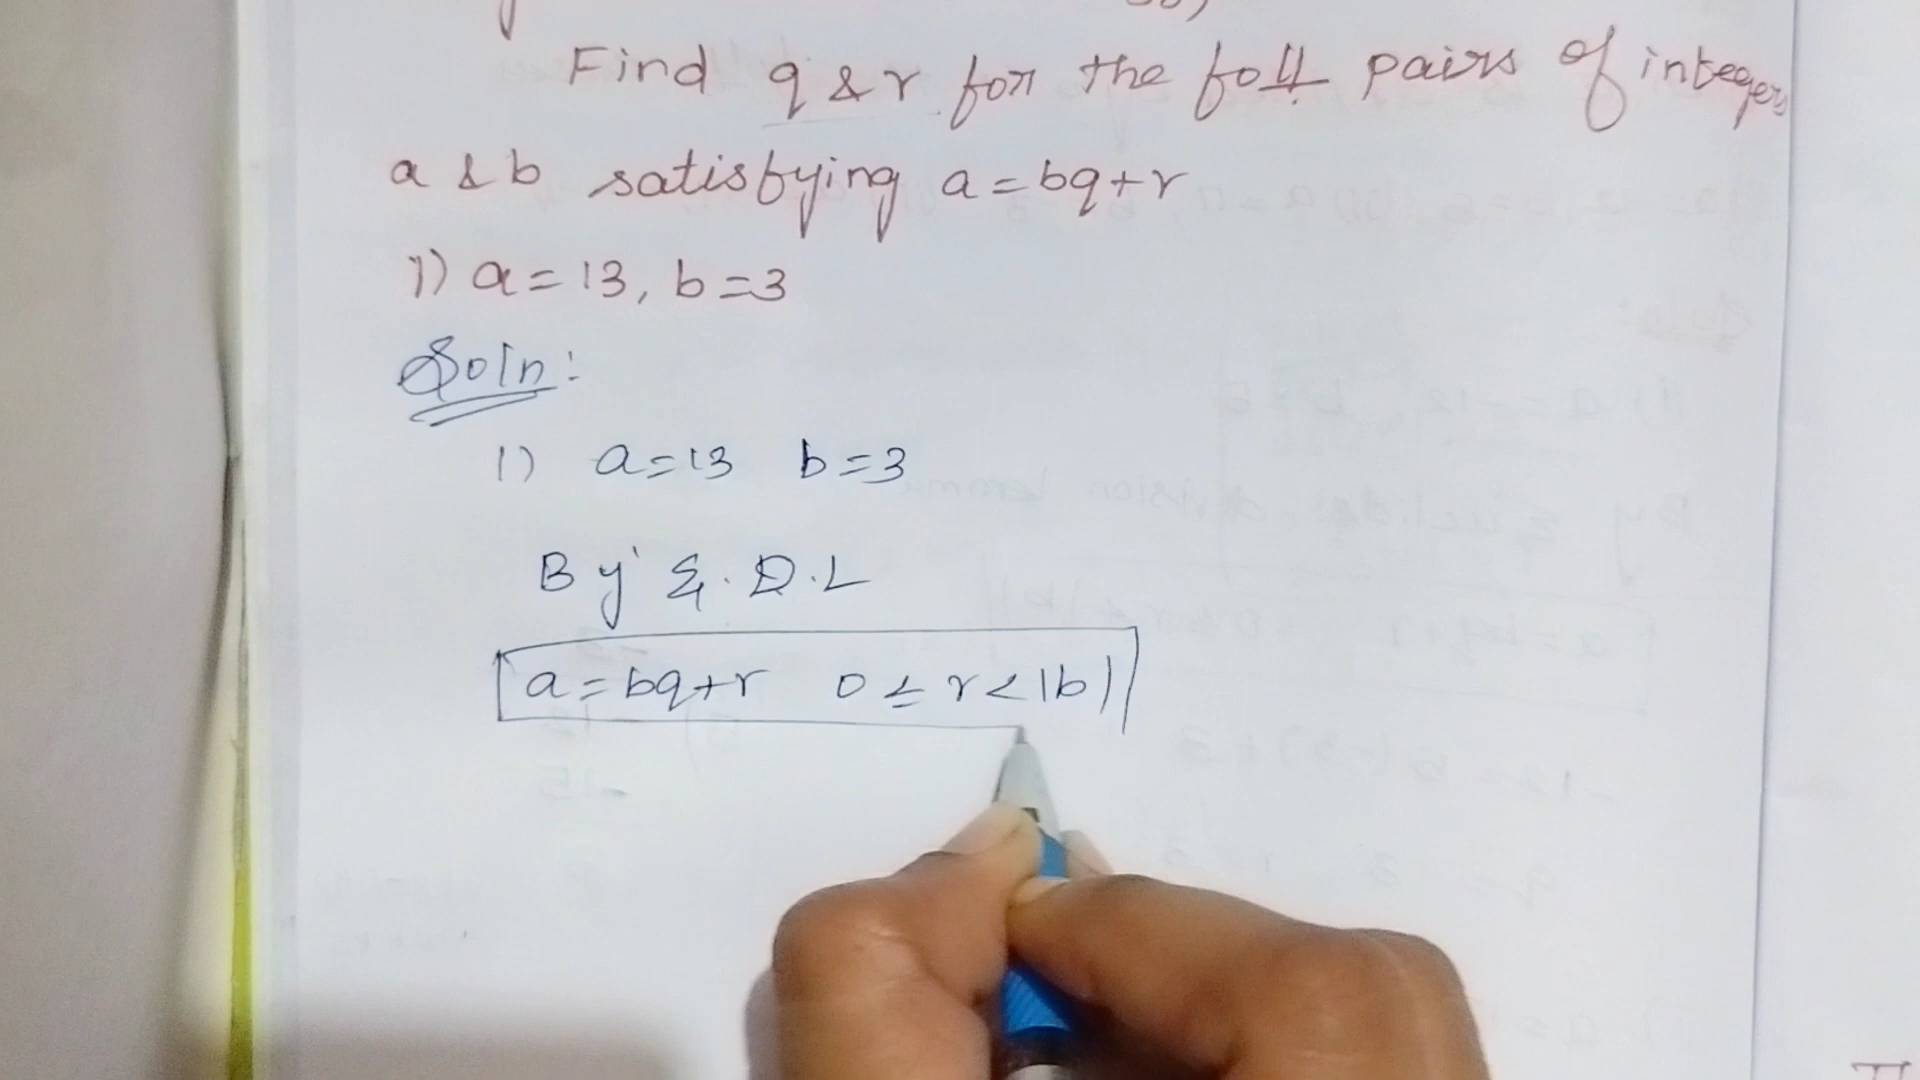 Find q & r for the foll pairs of integers
a & b satisfying a = bq + r
1) a = 13, b = 3
Soln:
1) a = 13 b = 3
By E.D.L
a = bq + r 0 ≤ r < |b|